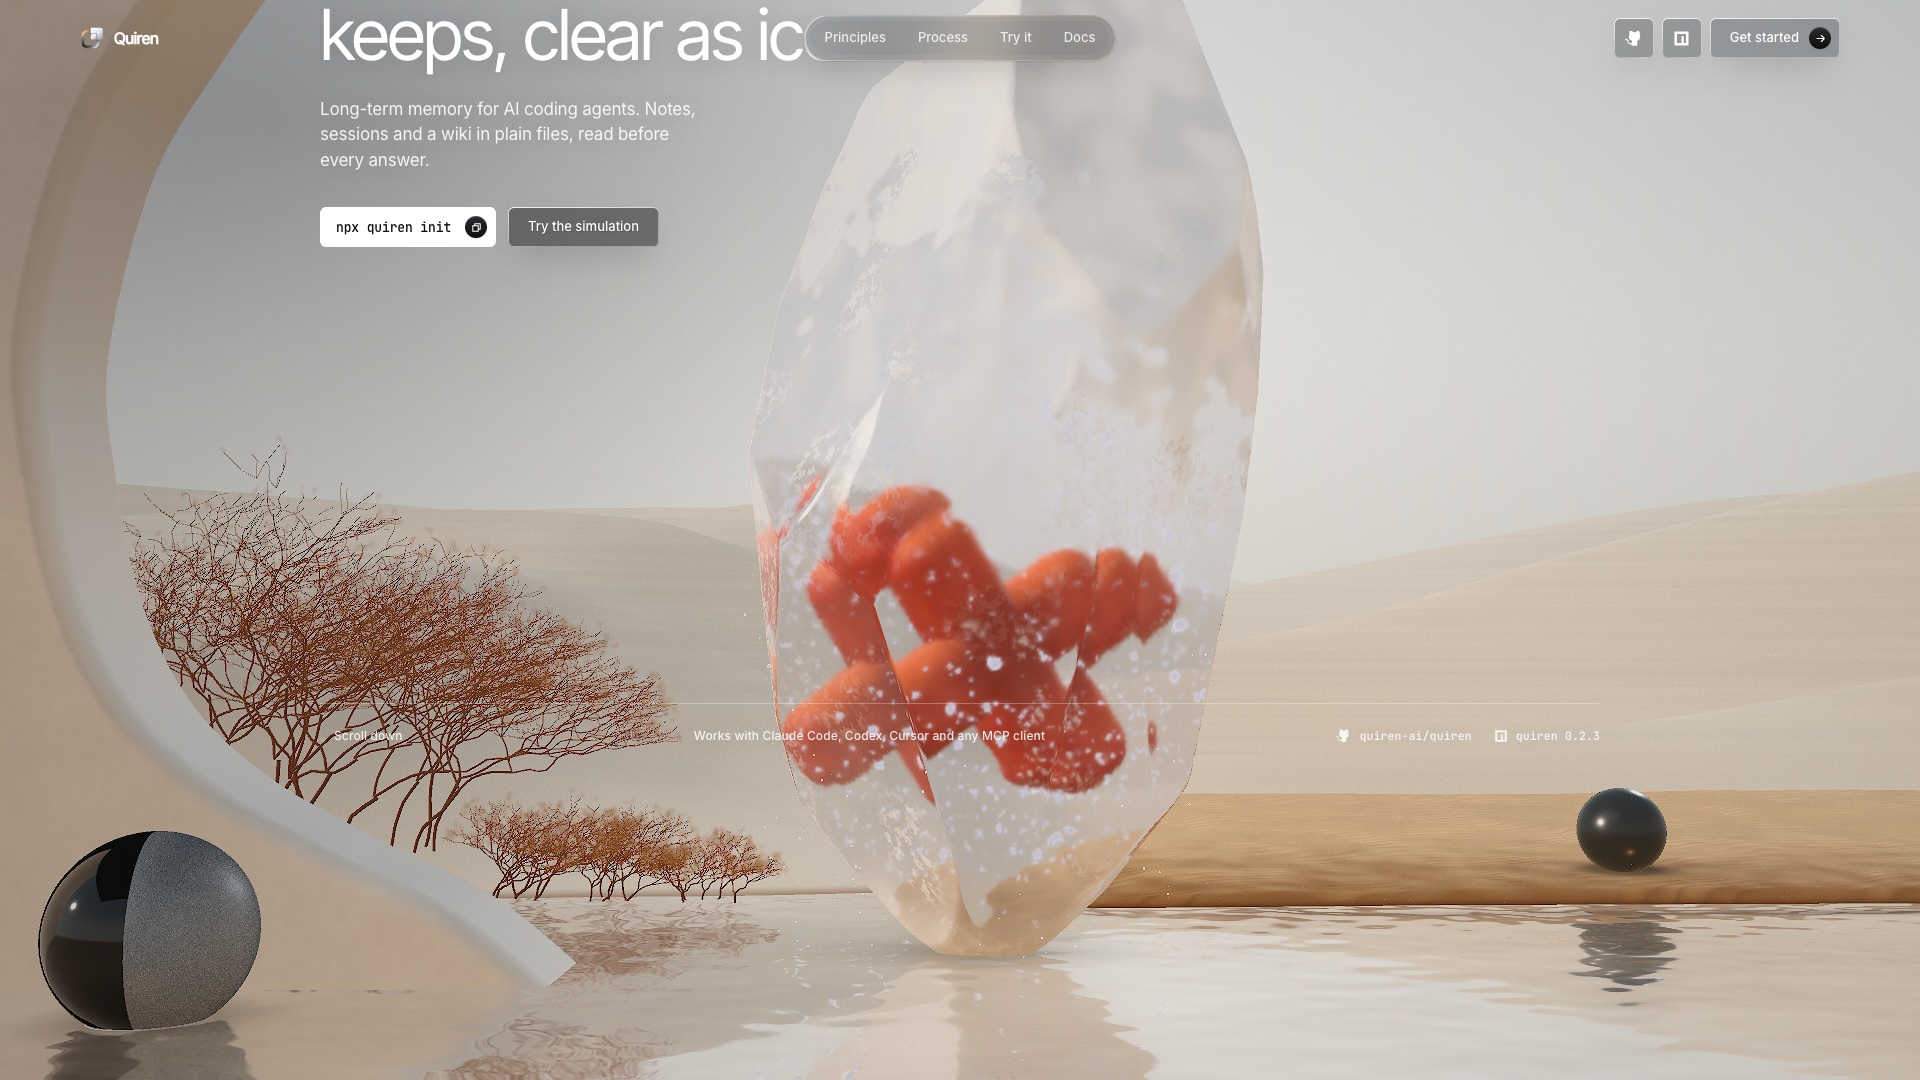 Quiren
Principles
Process
Try it
Docs
Get started
keeps, clear as ic
Long-term memory for AI coding agents. Notes,
sessions and a wiki in plain files, read before
every answer.
npx quiren init
Try the simulation
Scroll down
Works with Claude Code, Codex, Cursor and any MCP client
quiren-ai/quiren
quiren 0.2.3